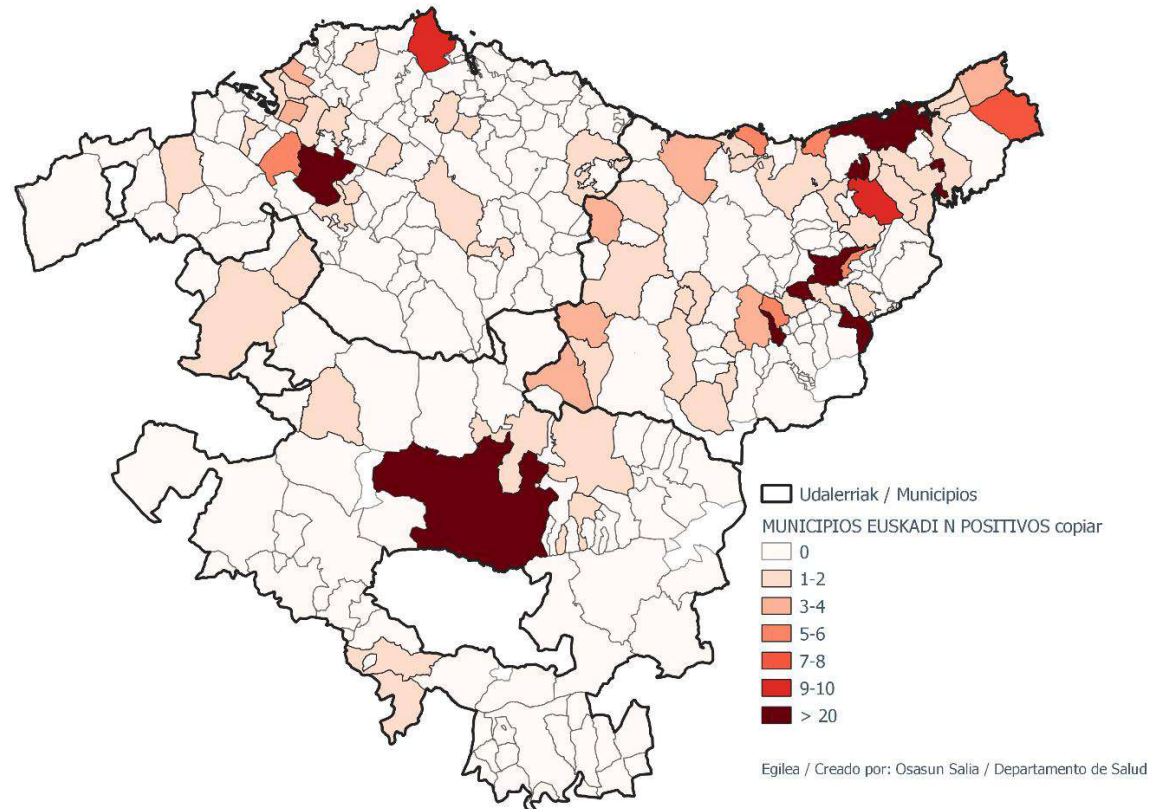 Udalerriak / Municipios
MUNICIPIOS EUSKADI N POSITIVOS copiar
0
1-2
3-4
5-6
7-8
9-10
> 20
Egilea / Creado por: Osasun Salia / Departamento de Salud